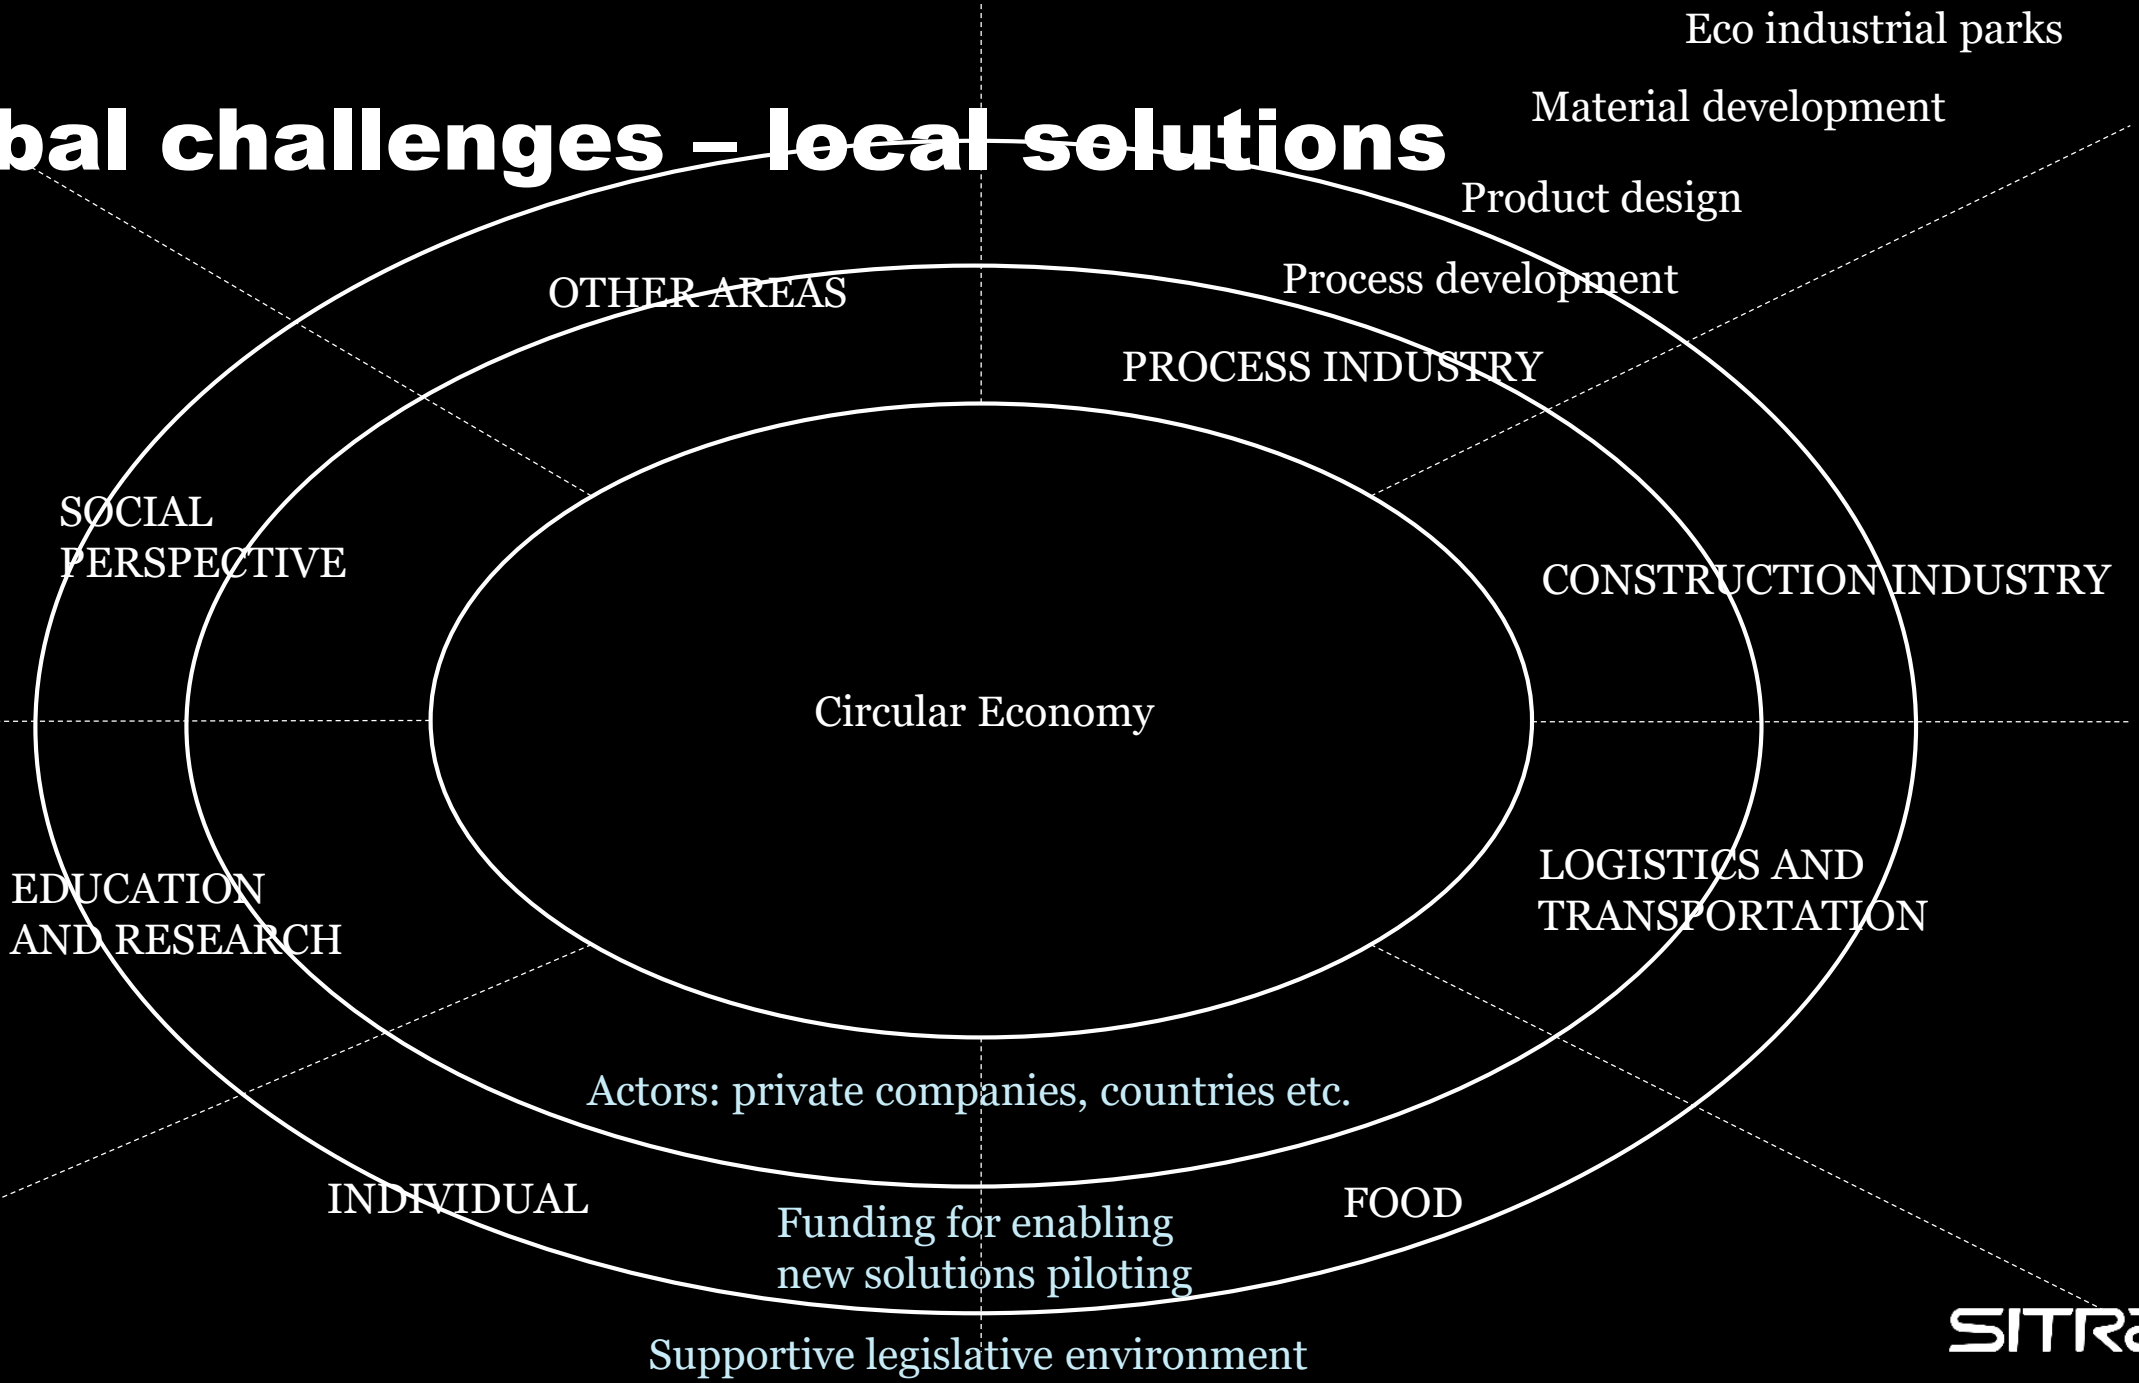 Eco industrial parks
Material development
bal challenges – local solutions
Product design
Process development
OTHER AREAS
PROCESS INDUSTRY
SOCIAL
PERSPECTIVE
CONSTRUCTION INDUSTRY
Circular Economy
EDUCATION
AND RESEARCH
LOGISTICS AND
TRANSPORTATION
Actors: private companies, countries etc.
INDIVIDUAL
FOOD
Funding for enabling
new solutions piloting
Supportive legislative environment
SITRa